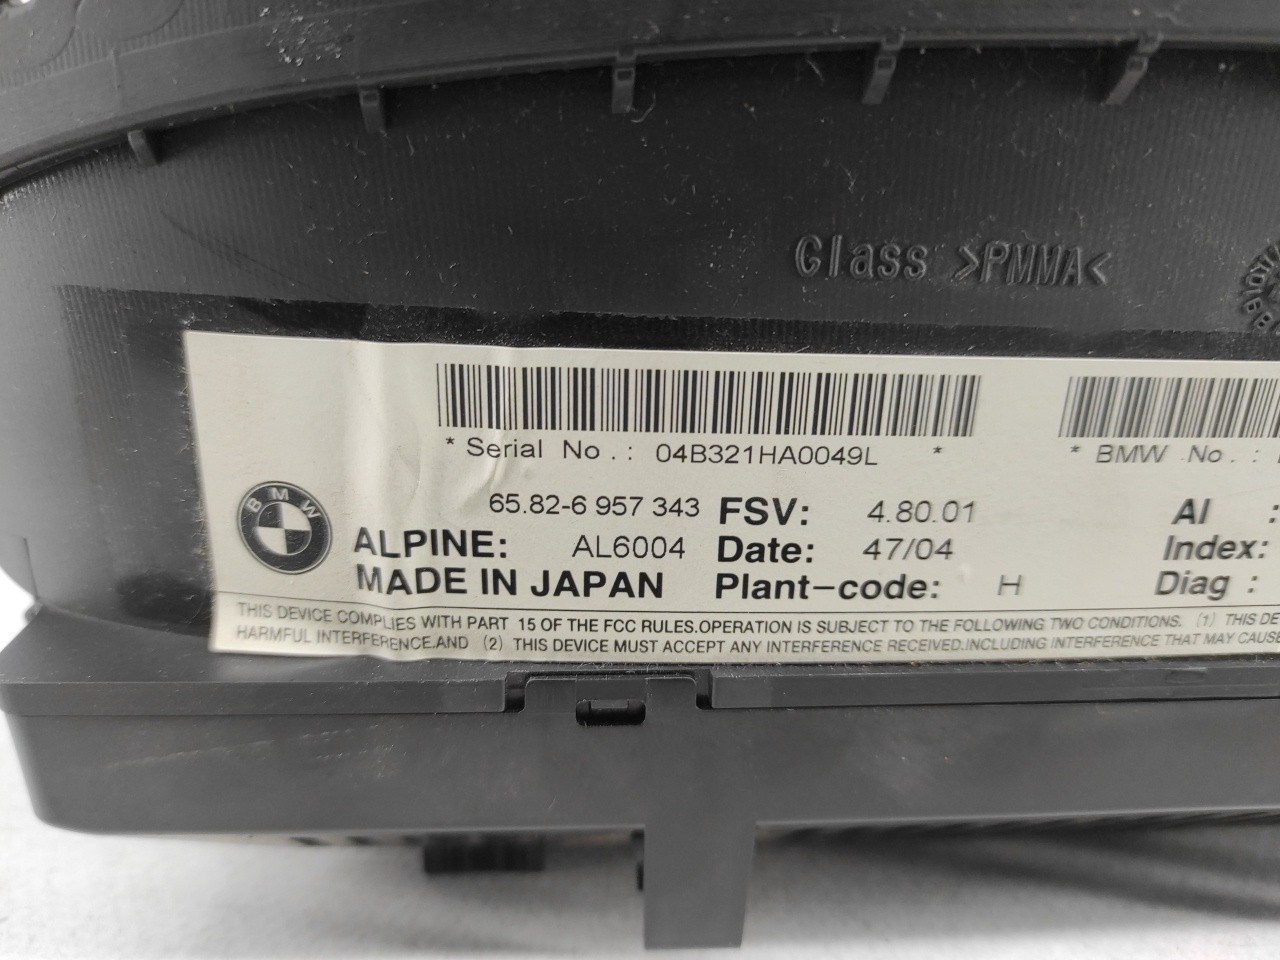 Glass >PMMA<
* Serial No.: 04B321HA0049L * * BMW No.:
BMW
65.82-6 957 343 FSV: 4.80.01 AI :
ALPINE: AL6004 Date: 47/04 Index:
MADE IN JAPAN Plant-code: H Diag :
THIS DEVICE COMPLIES WITH PART 15 OF THE FCC RULES.OPERATION IS SUBJECT TO THE FOLLOWING TWO CONDITIONS. (1) THIS DE
HARMFUL INTERFERENCE.AND (2) THIS DEVICE MUST ACCEPT ANY INTERFERENCE RECEIVED.INCLUDING INTERFERENCE THAT MAY CAUSE